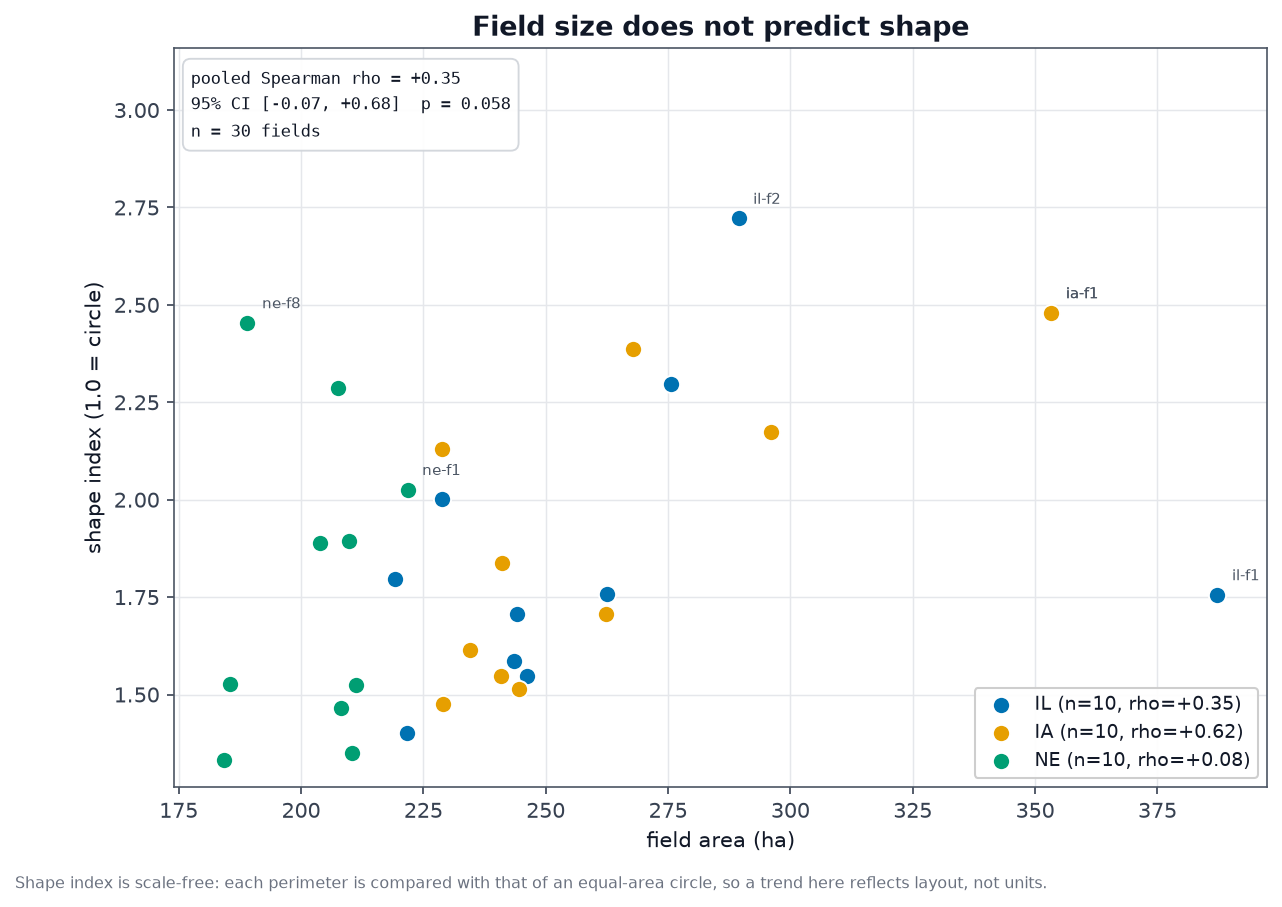 Field size does not predict shape
pooled Spearman rho = +0.35
95% CI [-0.07, +0.68]  p = 0.058
n = 30 fields
shape index (1.0 = circle)
3.00
2.75
2.50
2.25
2.00
1.75
1.50
il-f2
ne-f8
ia-f1
ne-f1
il-f1
IL (n=10, rho=+0.35)
IA (n=10, rho=+0.62)
NE (n=10, rho=+0.08)
175 200 225 250 275 300 325 350 375
field area (ha)
Shape index is scale-free: each perimeter is compared with that of an equal-area circle, so a trend here reflects layout, not units.